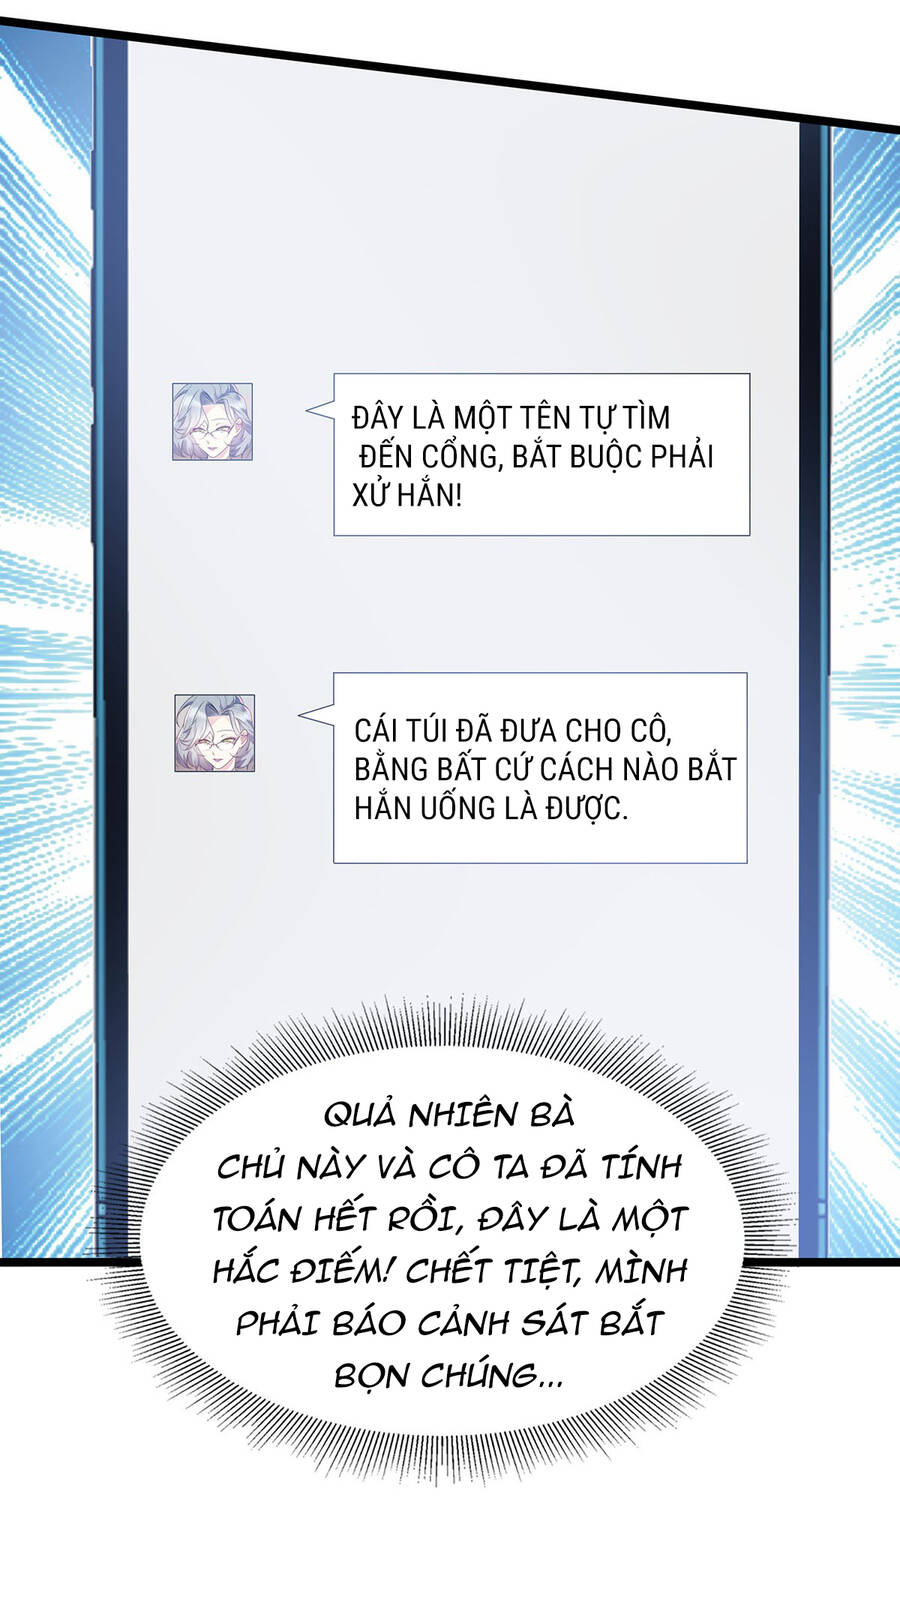 ĐÂY LÀ MỘT TÊN TỰ TÌM
ĐẾN CỔNG, BẮT BUỘC PHẢI
XỬ HẮN!
CÁI TÚI ĐÃ ĐƯA CHO CÔ,
BẰNG BẤT CỨ CÁCH NÀO BẮT
HẮN UỐNG LÀ ĐƯỢC.
QUẢ NHIÊN BÀ
CHỦ NÀY VÀ CÔ TA ĐÃ TÍNH
TOÁN HẾT RỒI, ĐÂY LÀ MỘT
HẮC ĐIẾM! CHẾT TIỆT, MÌNH
PHẢI BÁO CẢNH SÁT BẮT
BỌN CHÚNG...